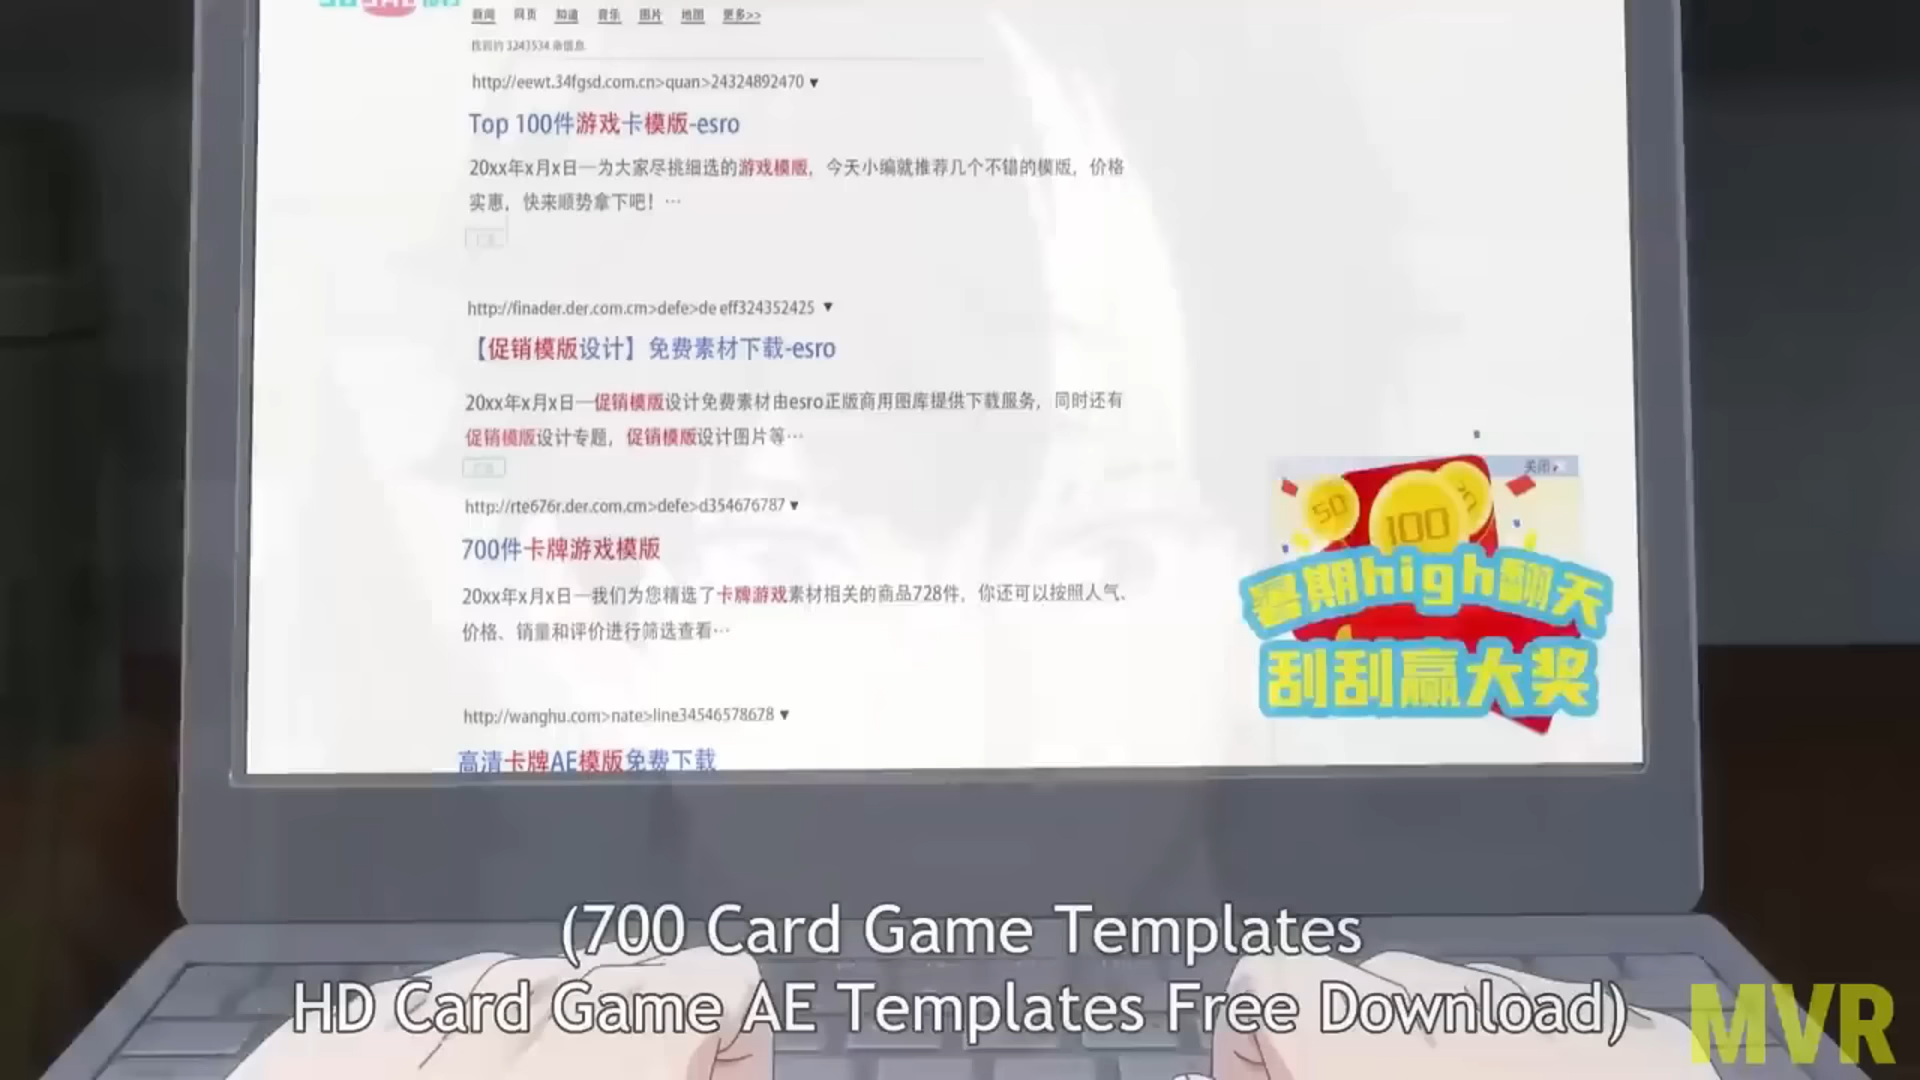 新闻 网页 知道 音乐 图片 地图 更多>>
找到约 3243534 条信息
http://eewt.34fgsd.com.cn>quan>24324892470 ▼
Top 100件游戏卡模版-esro
20xx年x月x日—为大家尽挑细选的游戏模版，今天小编就推荐几个不错的模版，价格
实惠，快来顺势拿下吧！…
http://finader.der.com.cm>defe>de eff324352425 ▼
【促销模版设计】免费素材下载-esro
20xx年x月x日—促销模版设计免费素材由esro正版商用图库提供下载服务，同时还有
促销模版设计专题，促销模版设计图片等…
http://rte676r.der.com.cm>defe>d354676787 ▼
700件卡牌游戏模版
20xx年x月x日—我们为您精选了卡牌游戏素材相关的商品728件，你还可以按照人气、
价格、销量和评价进行筛选查看…
http://wanghu.com>nate>line34546578678 ▼
高清卡牌AE模版免费下载
关闭
50
100
暑期high翻天
刮刮赢大奖
(700 Card Game Templates
HD Card Game AE Templates Free Download)
MVR